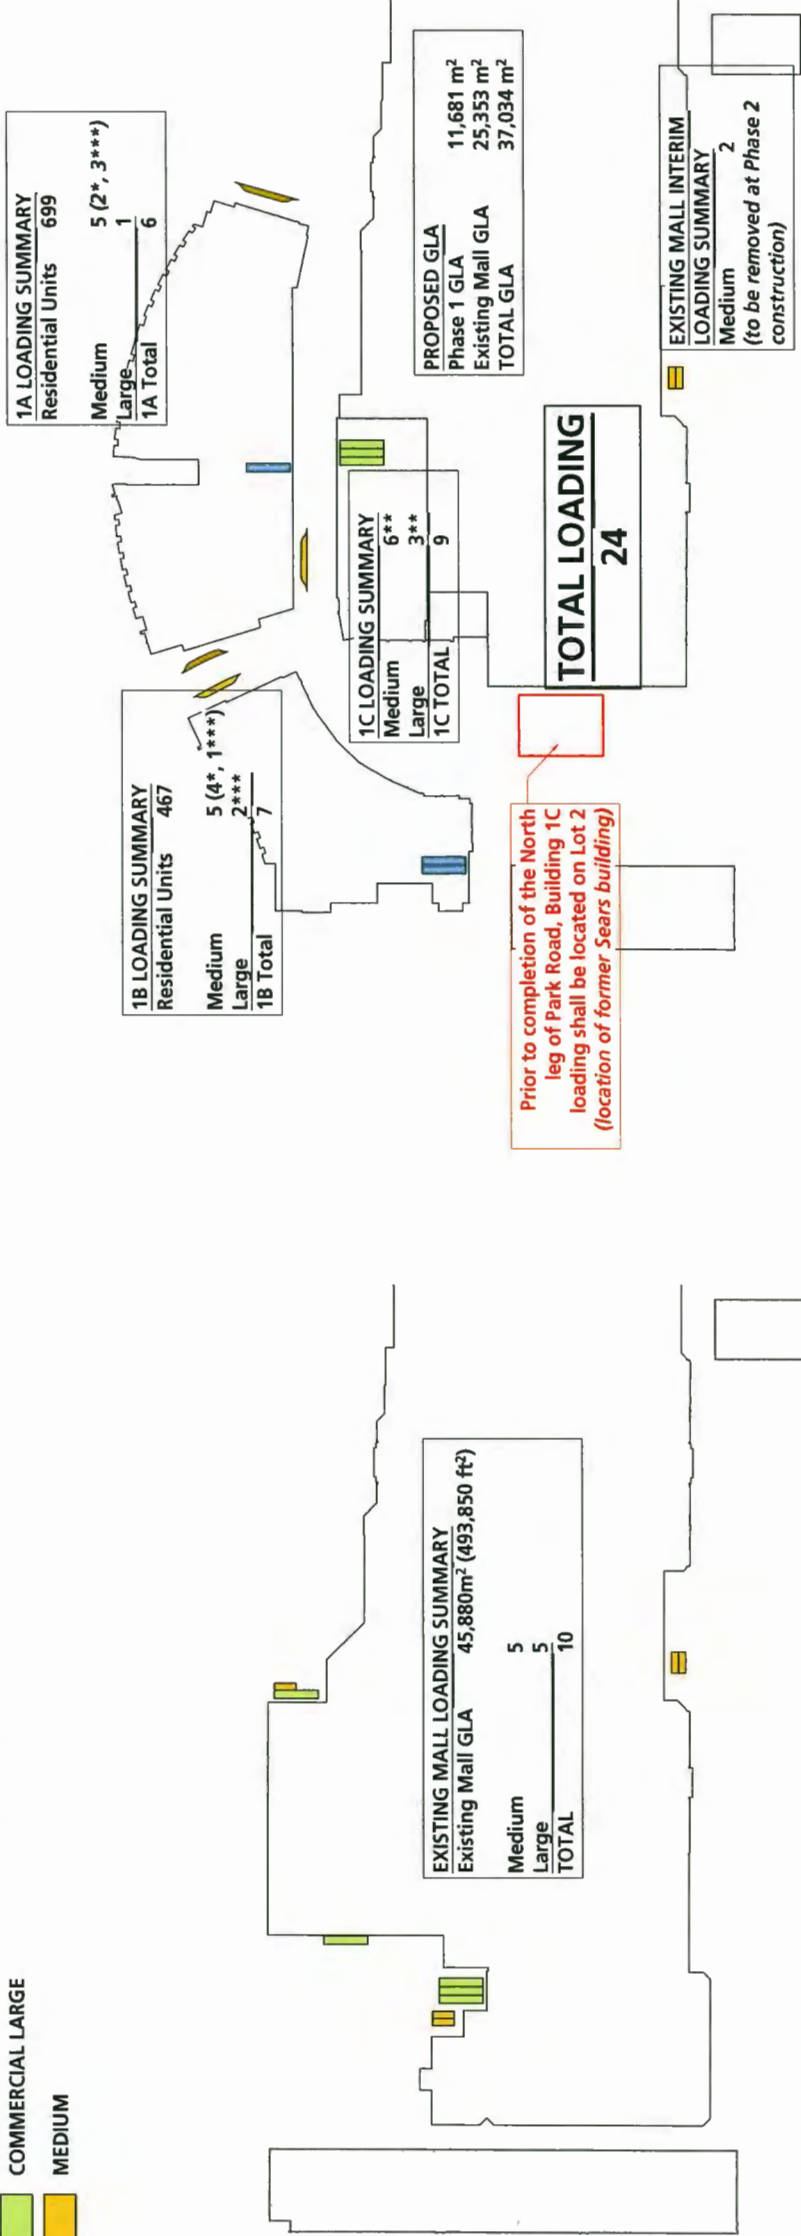 COMMERCIAL LARGE
MEDIUM
EXISTING MALL LOADING SUMMARY
Existing Mall GLA 45,880m² (493,850 ft²)
Medium 5
Large 5
TOTAL 10
1B LOADING SUMMARY
Residential Units 467
Medium 5 (4*, 1***)
Large 2***
1B Total 7
1A LOADING SUMMARY
Residential Units 699
Medium 5 (2*, 3***)
Large 1
1A Total 6
1C LOADING SUMMARY
Medium 6**
Large 3**
1C TOTAL 9
PROPOSED GLA
Phase 1 GLA 11,681 m²
Existing Mall GLA 25,353 m²
TOTAL GLA 37,034 m²
Prior to completion of the North
leg of Park Road, Building 1C
loading shall be located on Lot 2
(location of former Sears building)
TOTAL LOADING
24
EXISTING MALL INTERIM
LOADING SUMMARY
Medium 2
(to be removed at Phase 2
construction)